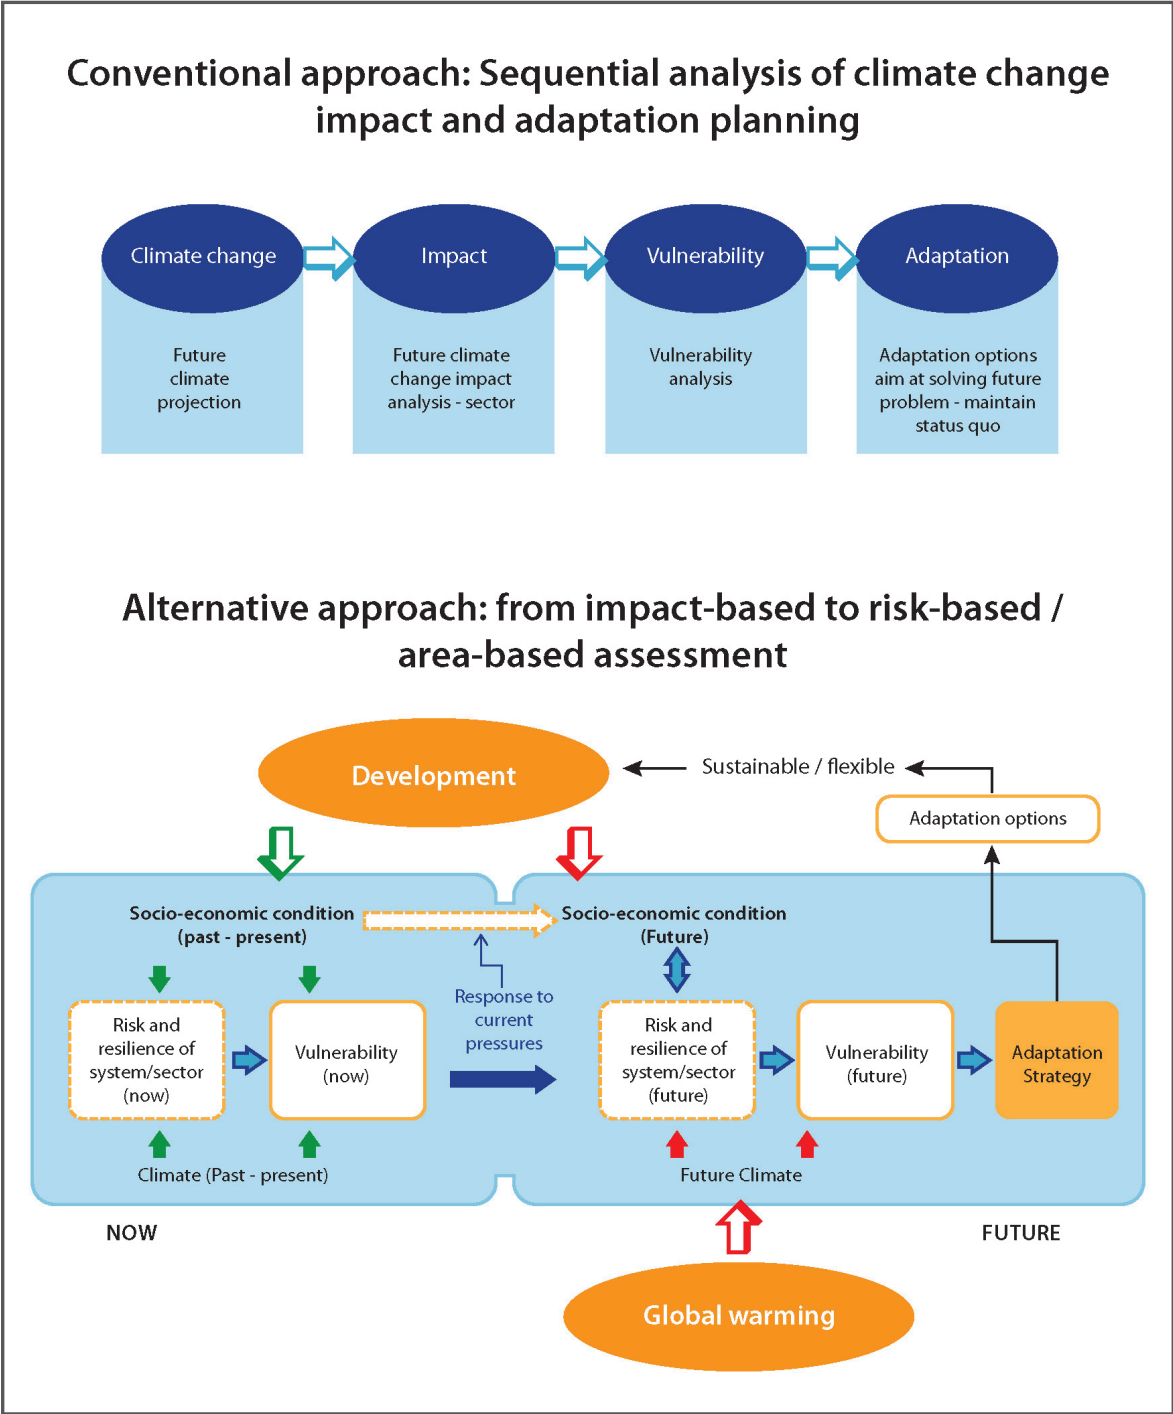 Conventional approach: Sequential analysis of climate change
impact and adaptation planning
Climate change
Impact
Vulnerability
Adaptation
Future
climate
projection
Future climate
change impact
analysis - sector
Vulnerability
analysis
Adaptation options
aim at solving future
problem - maintain
status quo
Alternative approach: from impact-based to risk-based /
area-based assessment
Development
Sustainable / flexible
Adaptation options
Socio-economic condition
(past - present)
Socio-economic condition
(Future)
Response to
current
pressures
Risk and
resilience of
system/sector
(now)
Vulnerability
(now)
Risk and
resilience of
system/sector
(future)
Vulnerability
(future)
Adaptation
Strategy
Climate (Past - present)
Future Climate
NOW
FUTURE
Global warming